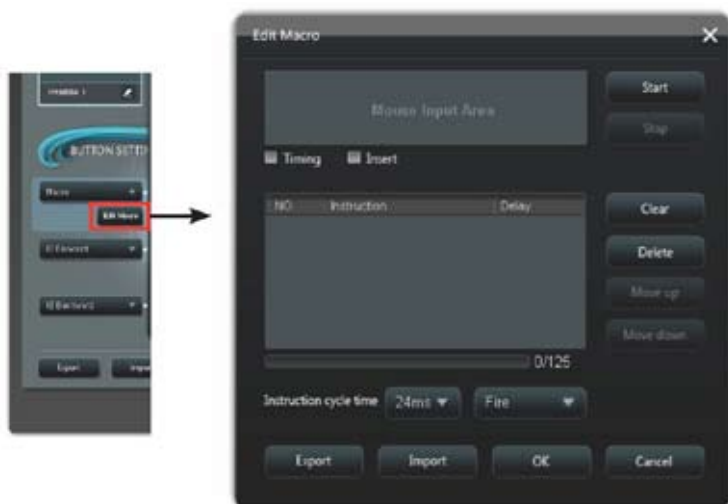 BUTTON SETTI
Macro
Edit Macro
Export
Edit Macro
Mouse Input Area
Start
Stop
Timing
Insert
NO.
Instruction
Delay
Clear
Delete
Move up
Move down
0/125
Instruction cycle time
24ms
Fire
Export
Import
OK
Cancel